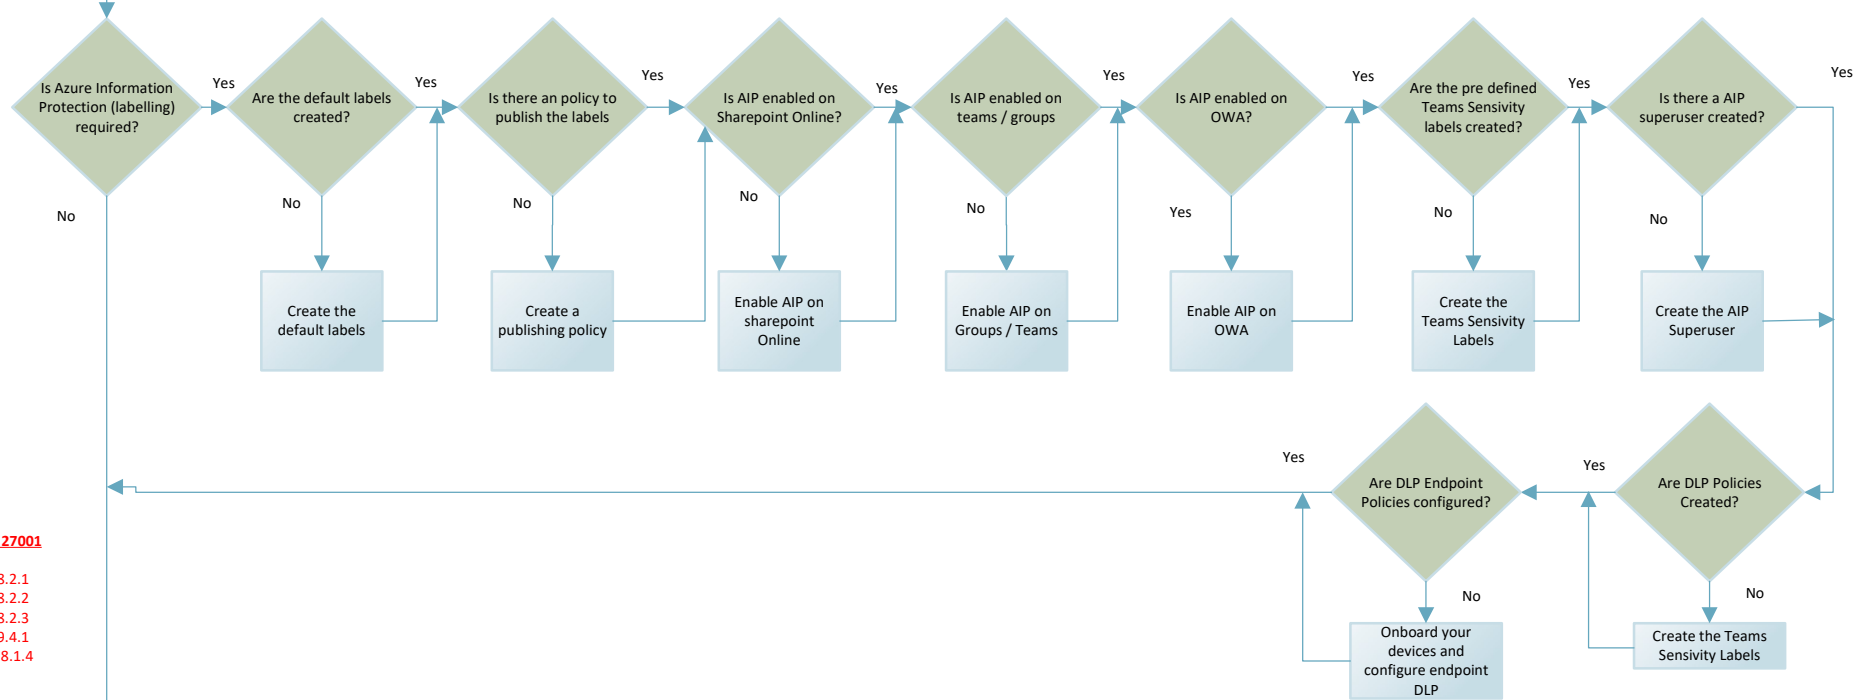 Is Azure Information
Protection (labelling)
required?
Yes
No
Are the default labels
created?
Yes
No
Create the
default labels
Is there an policy to
publish the labels
Yes
No
Create a
publishing policy
Is AIP enabled on
Sharepoint Online?
Yes
No
Enable AIP on
sharepoint
Online
Is AIP enabled on
teams / groups
Yes
No
Enable AIP on
Groups / Teams
Is AIP enabled on
OWA?
Yes
Yes
Enable AIP on
OWA
Are the pre defined
Teams Sensivity
labels created?
Yes
No
Create the
Teams Sensivity
Labels
Is there a AIP
superuser created?
Yes
No
Create the AIP
Superuser
Are DLP Policies
Created?
Yes
No
Create the Teams
Sensivity Labels
Are DLP Endpoint
Policies configured?
Yes
No
Onboard your
devices and
configure endpoint
DLP
27001
8.2.1
8.2.2
8.2.3
9.4.1
8.1.4